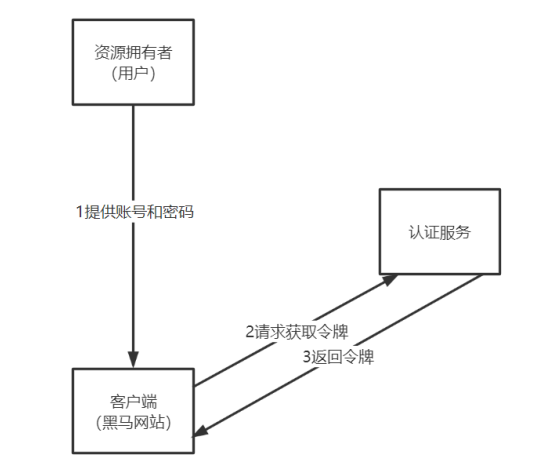 资源拥有者
（用户）
1提供账号和密码
认证服务
2请求获取令牌
3返回令牌
客户端
（黑马网站）